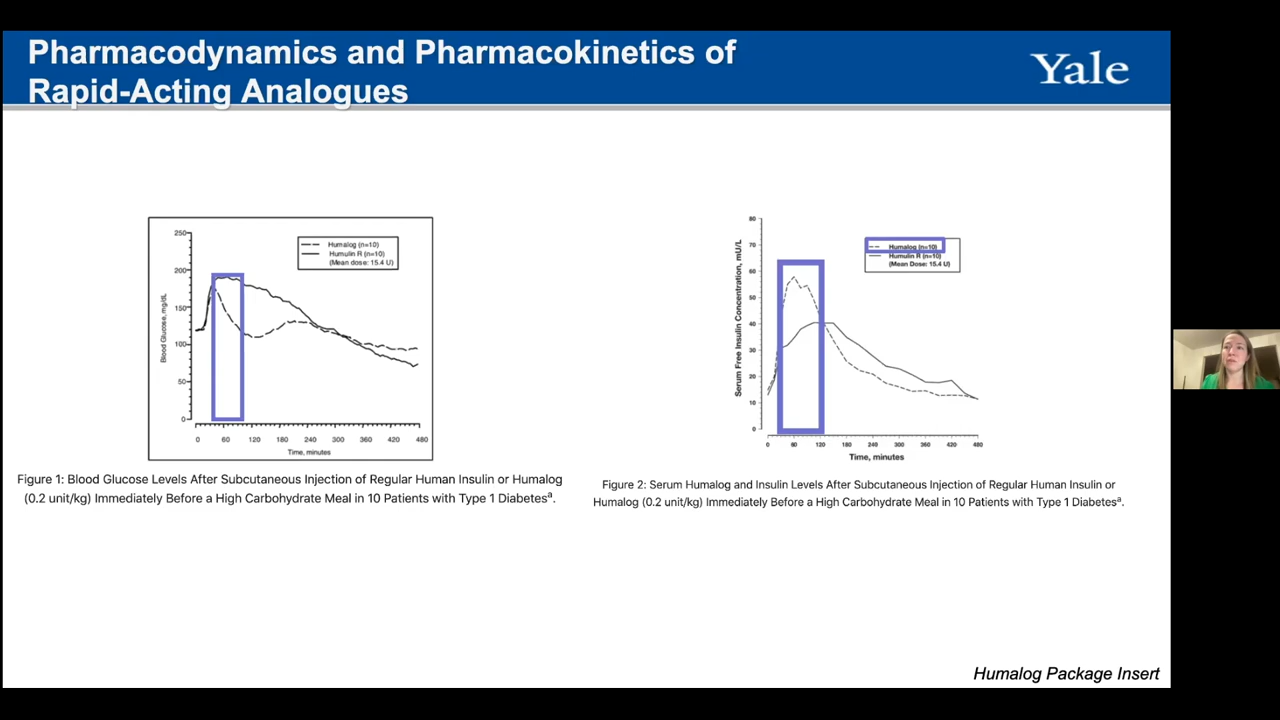 Pharmacodynamics and Pharmacokinetics of
Rapid-Acting Analogues
Yale
250
200
150
100
50
0
Blood Glucose, mg/dL
Humalog (n=10)
Humulin R (n=10)
(Mean dose: 15.4 U)
0 60 120 180 240 300 360 420 480
Time, minutes
Figure 1: Blood Glucose Levels After Subcutaneous Injection of Regular Human Insulin or Humalog
(0.2 unit/kg) Immediately Before a High Carbohydrate Meal in 10 Patients with Type 1 Diabetesª.
80
70
60
50
40
30
20
10
0
Serum Free Insulin Concentration, mU/L
Humalog (n=10)
Humulin R (n=10)
(Mean Dose: 15.4 U)
0 60 120 180 240 300 360 420 480
Time, minutes
Figure 2: Serum Humalog and Insulin Levels After Subcutaneous Injection of Regular Human Insulin or
Humalog (0.2 unit/kg) Immediately Before a High Carbohydrate Meal in 10 Patients with Type 1 Diabetesª.
Humalog Package Insert